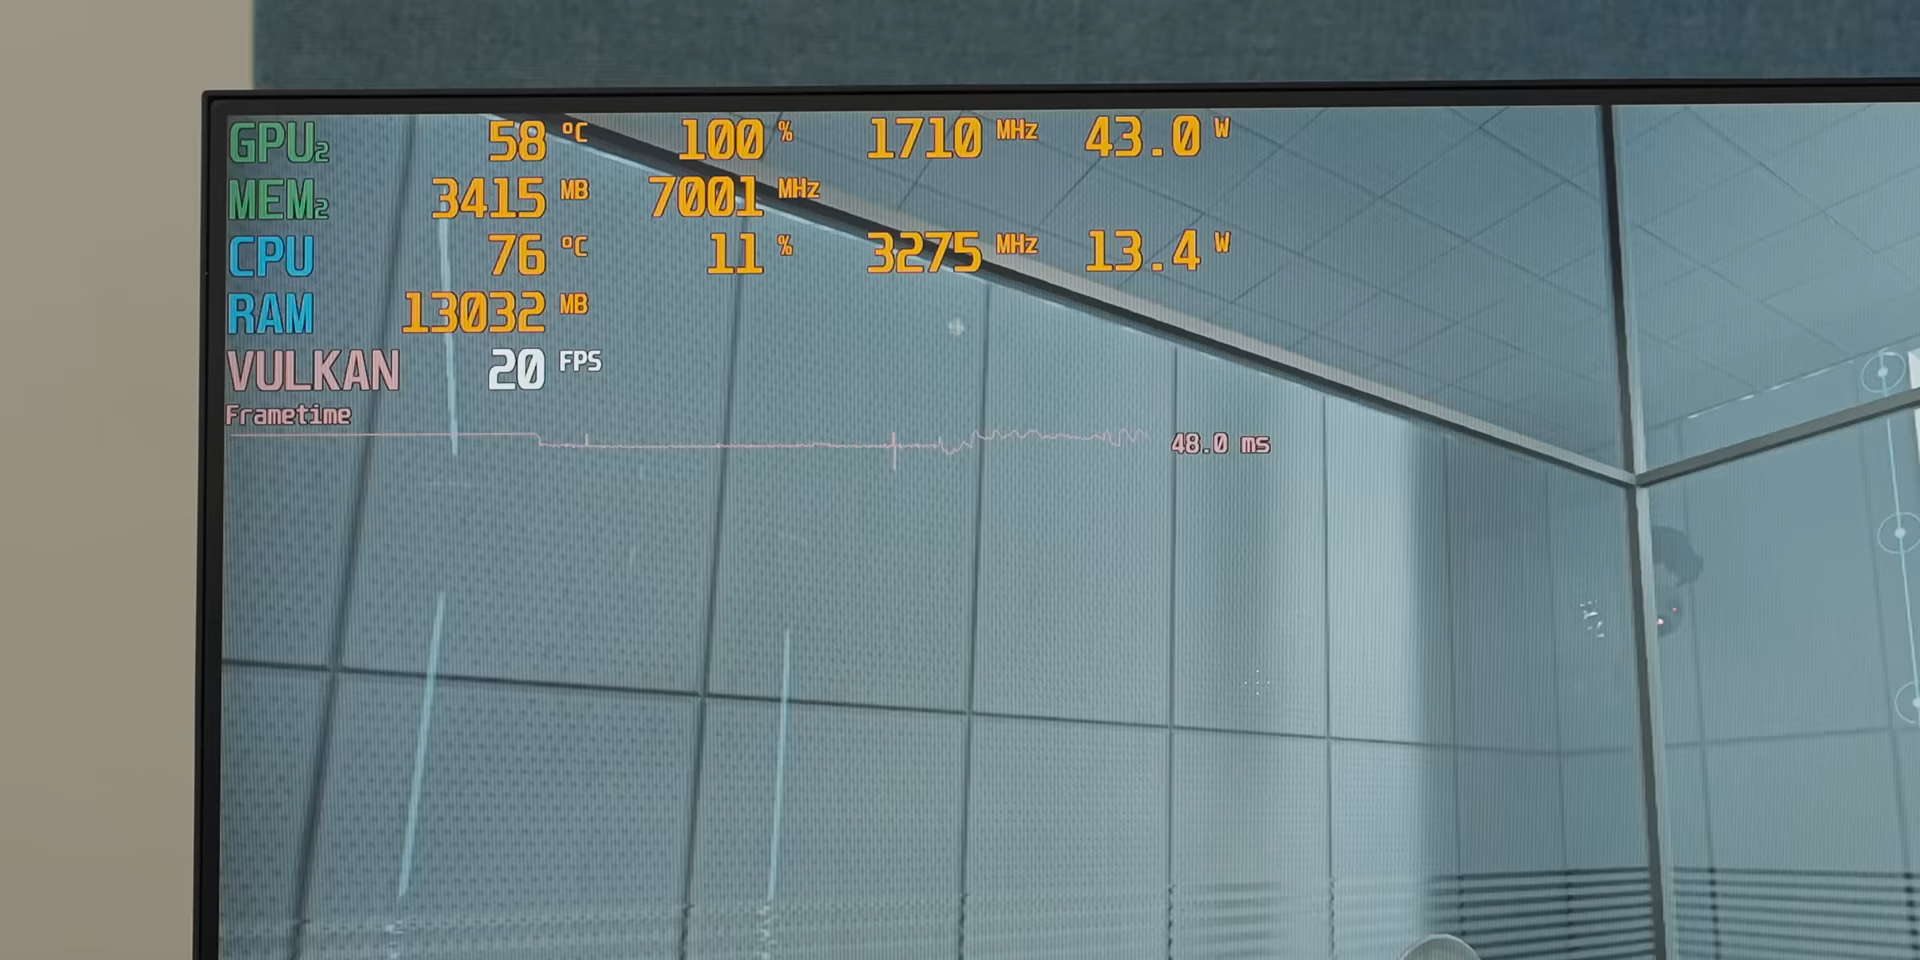 GPU2 58 °C 100 % 1710 MHz 43.0 W
MEM2 3415 MB 7001 MHz
CPU 76 °C 11 % 3275 MHz 13.4 W
RAM 13032 MB
VULKAN 20 FPS
Frametime
48.0 ms